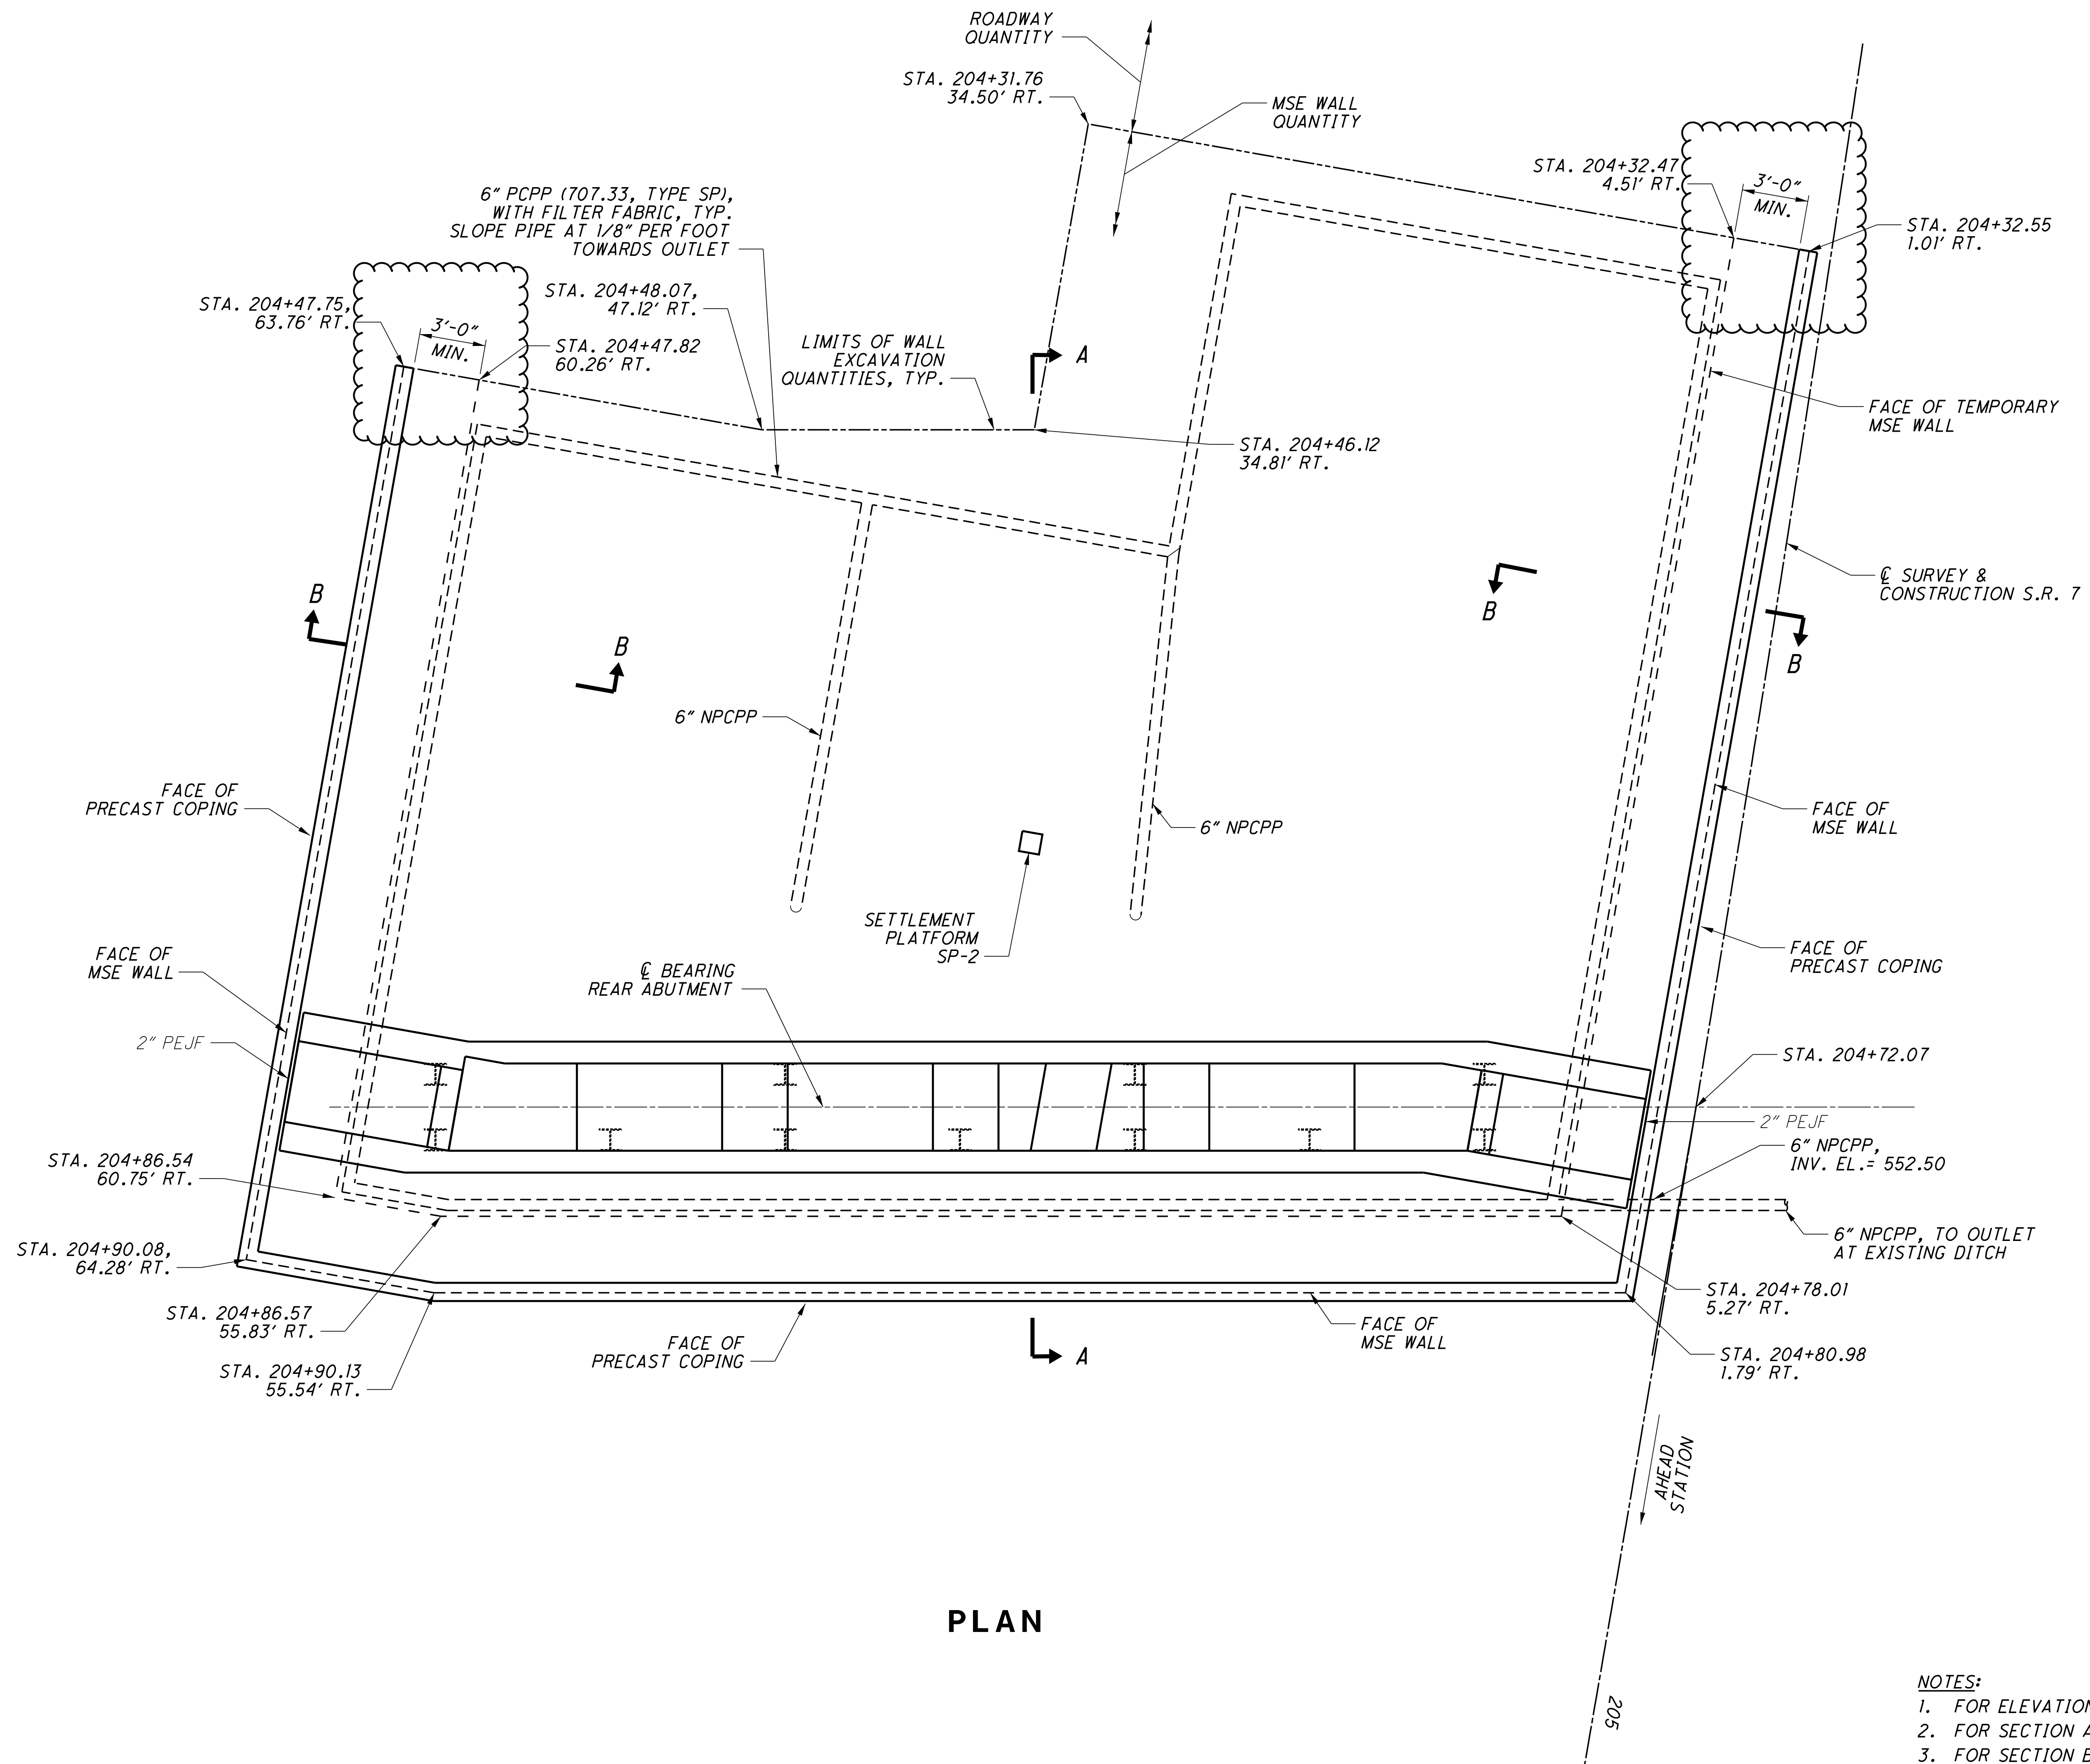 ROADWAY
QUANTITY
STA. 204+31.76
34.50' RT.
MSE WALL
QUANTITY
STA. 204+32.47
4.51' RT.
3'-0"
MIN.
STA. 204+32.55
1.01' RT.
6" PCPP (707.33, TYPE SP),
WITH FILTER FABRIC, TYP.
SLOPE PIPE AT 1/8" PER FOOT
TOWARDS OUTLET
STA. 204+47.75,
63.76' RT.
3'-0"
MIN.
STA. 204+48.07,
47.12' RT.
STA. 204+47.82
60.26' RT.
LIMITS OF WALL
EXCAVATION
QUANTITIES, TYP.
A
STA. 204+46.12
34.81' RT.
FACE OF TEMPORARY
MSE WALL
℄ SURVEY &
CONSTRUCTION S.R. 7
B
B
B
B
6" NPCPP
FACE OF
PRECAST COPING
6" NPCPP
FACE OF
MSE WALL
SETTLEMENT
PLATFORM
SP-2
FACE OF
PRECAST COPING
FACE OF
MSE WALL
℄ BEARING
REAR ABUTMENT
2" PEJF
STA. 204+72.07
2" PEJF
6" NPCPP,
INV. EL.= 552.50
STA. 204+86.54
60.75' RT.
6" NPCPP, TO OUTLET
AT EXISTING DITCH
STA. 204+90.08,
64.28' RT.
STA. 204+78.01
5.27' RT.
STA. 204+86.57
55.83' RT.
FACE OF
PRECAST COPING
A
FACE OF
MSE WALL
STA. 204+80.98
1.79' RT.
STA. 204+90.13
55.54' RT.
AHEAD
STATION
PLAN
205
NOTES:
1. FOR ELEVATION
2. FOR SECTION A
3. FOR SECTION B